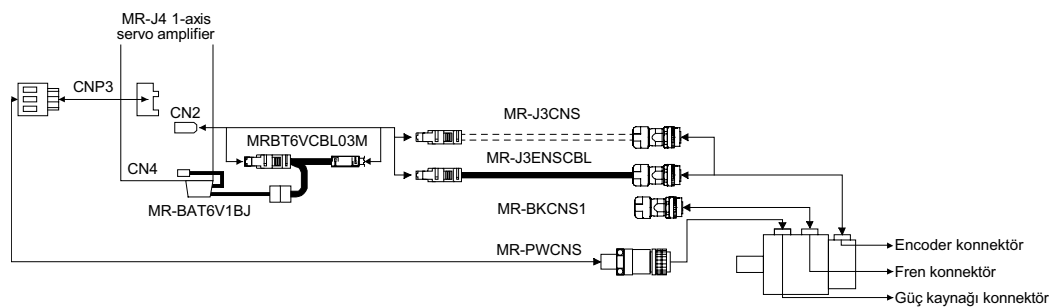 MR-J4 1-axis
servo amplifier
CNP3
CN2
MR-J3CNS
MRBT6VCBL03M
MR-J3ENSCBL
CN4
MR-BAT6V1BJ
MR-BKCNS1
MR-PWCNS
Encoder konnektör
Fren konnektör
Güç kaynağı konnektör